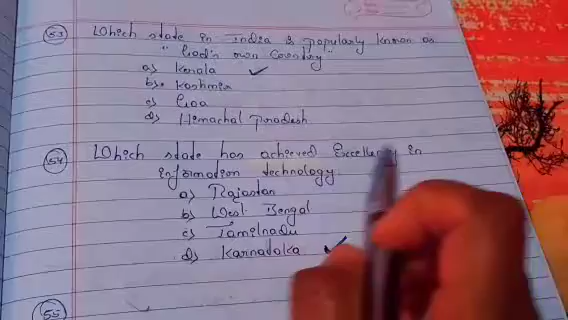 53 Which state in India is popularly known as
"God's own Country"
a) Kerala ✓
b) Kashmir
c) Goa
d) Himachal Pradesh
54 Which state has achieved Excellency in
information technology
a) Rajastan
b) West Bengal
c) Tamilnadu
d) Karnataka ✓
55